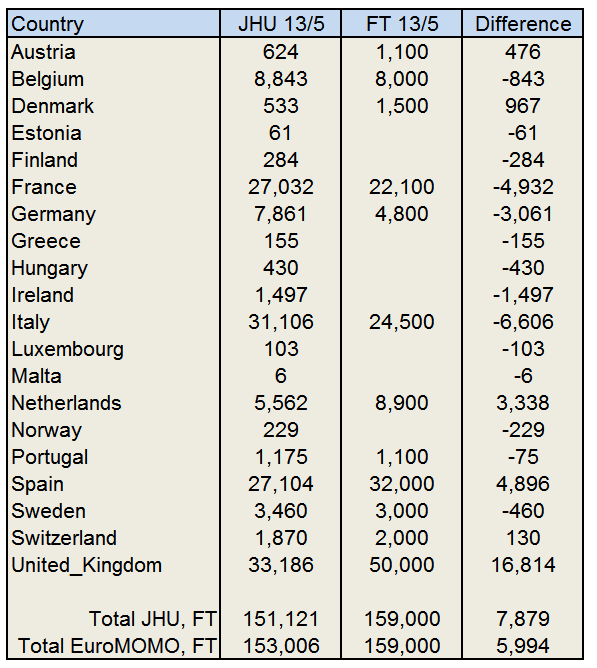 Country JHU 13/5 FT 13/5 Difference
Austria 624 1,100 476
Belgium 8,843 8,000 -843
Denmark 533 1,500 967
Estonia 61 -61
Finland 284 -284
France 27,032 22,100 -4,932
Germany 7,861 4,800 -3,061
Greece 155 -155
Hungary 430 -430
Ireland 1,497 -1,497
Italy 31,106 24,500 -6,606
Luxembourg 103 -103
Malta 6 -6
Netherlands 5,562 8,900 3,338
Norway 229 -229
Portugal 1,175 1,100 -75
Spain 27,104 32,000 4,896
Sweden 3,460 3,000 -460
Switzerland 1,870 2,000 130
United_Kingdom 33,186 50,000 16,814
Total JHU, FT 151,121 159,000 7,879
Total EuroMOMO, FT 153,006 159,000 5,994